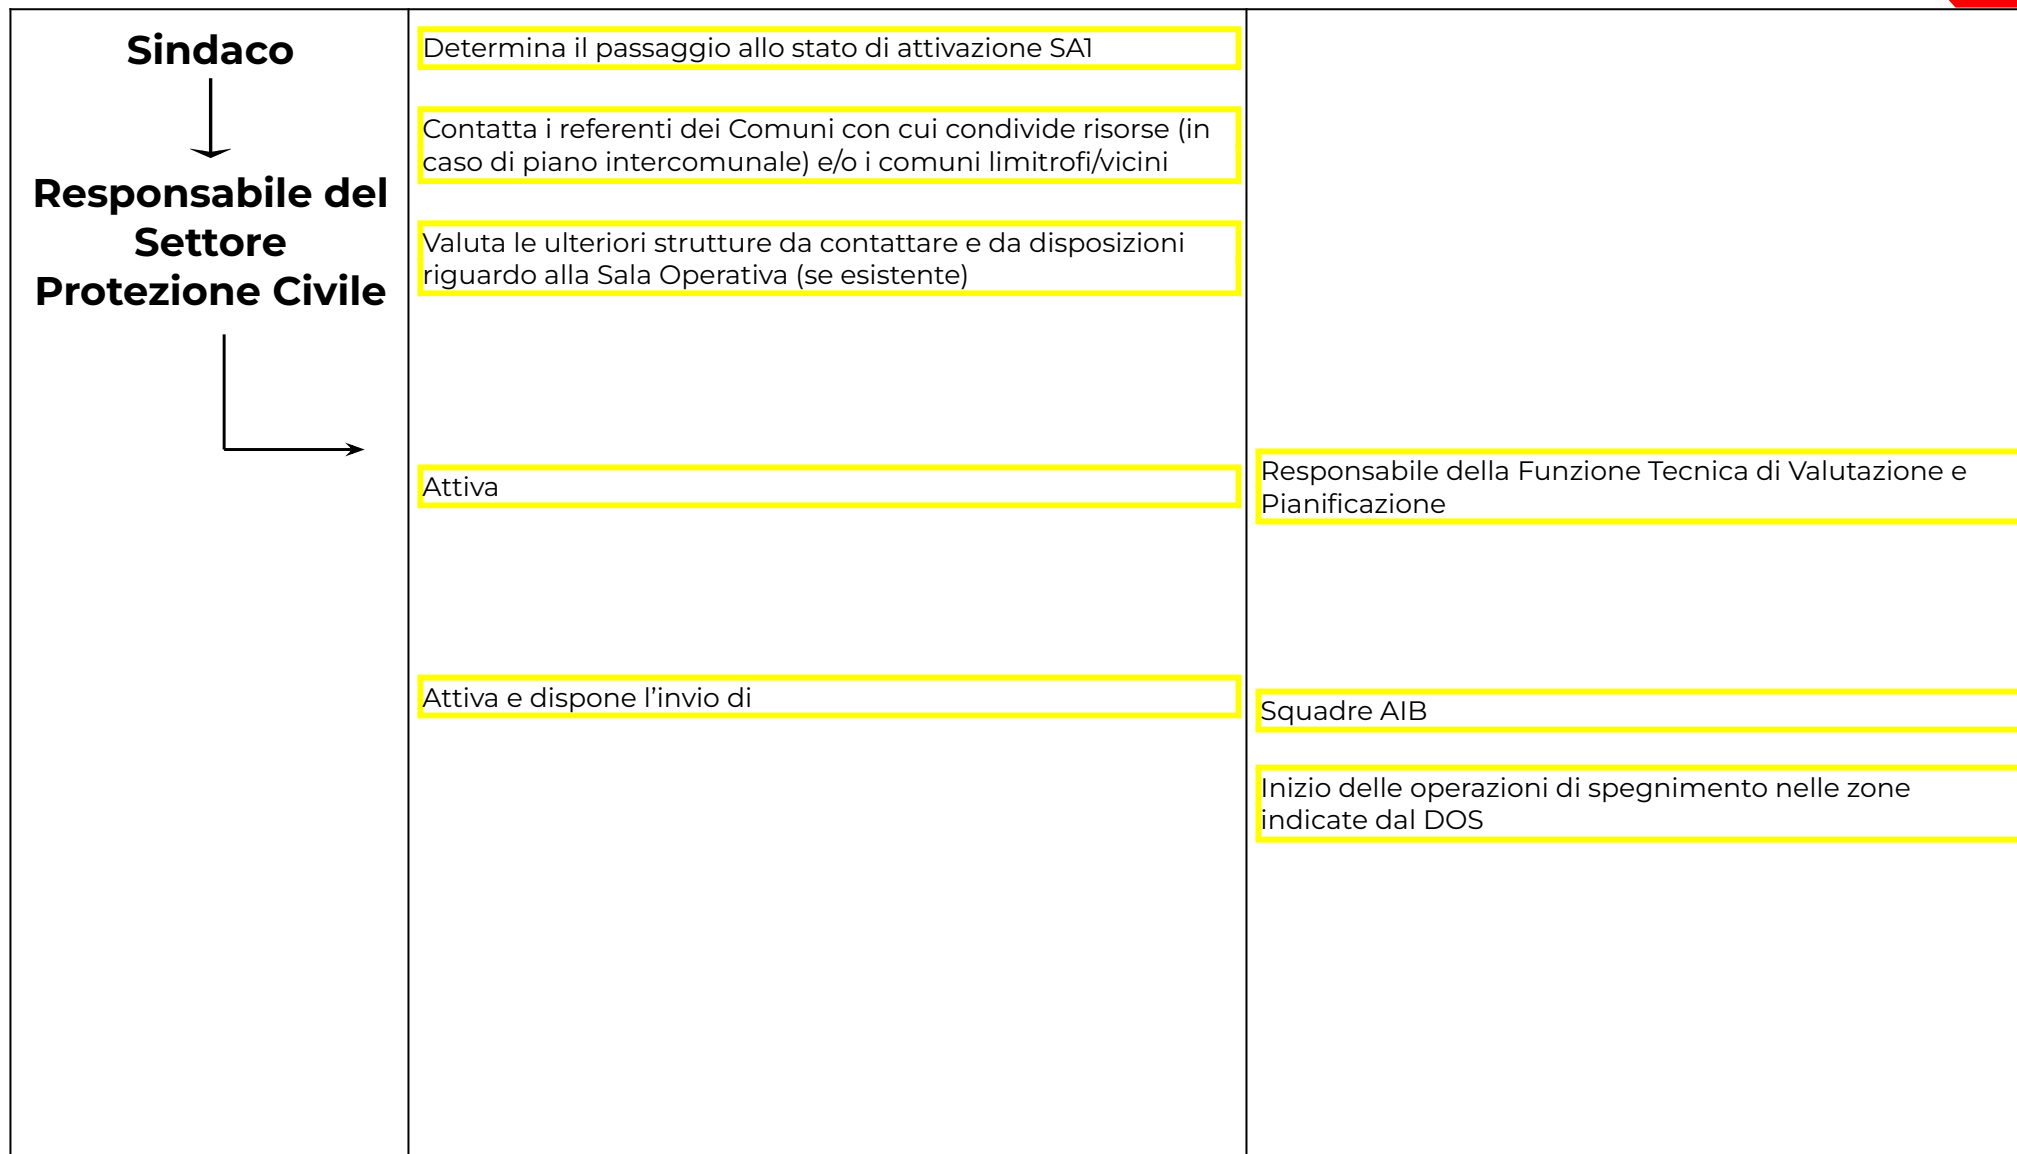 Sindaco
Responsabile del
Settore
Protezione Civile
Determina il passaggio allo stato di attivazione SA1
Contatta i referenti dei Comuni con cui condivide risorse (in
caso di piano intercomunale) e/o i comuni limitrofi/vicini
Valuta le ulteriori strutture da contattare e da disposizioni
riguardo alla Sala Operativa (se esistente)
Attiva
Responsabile della Funzione Tecnica di Valutazione e
Pianificazione
Attiva e dispone l’invio di
Squadre AIB
Inizio delle operazioni di spegnimento nelle zone
indicate dal DOS